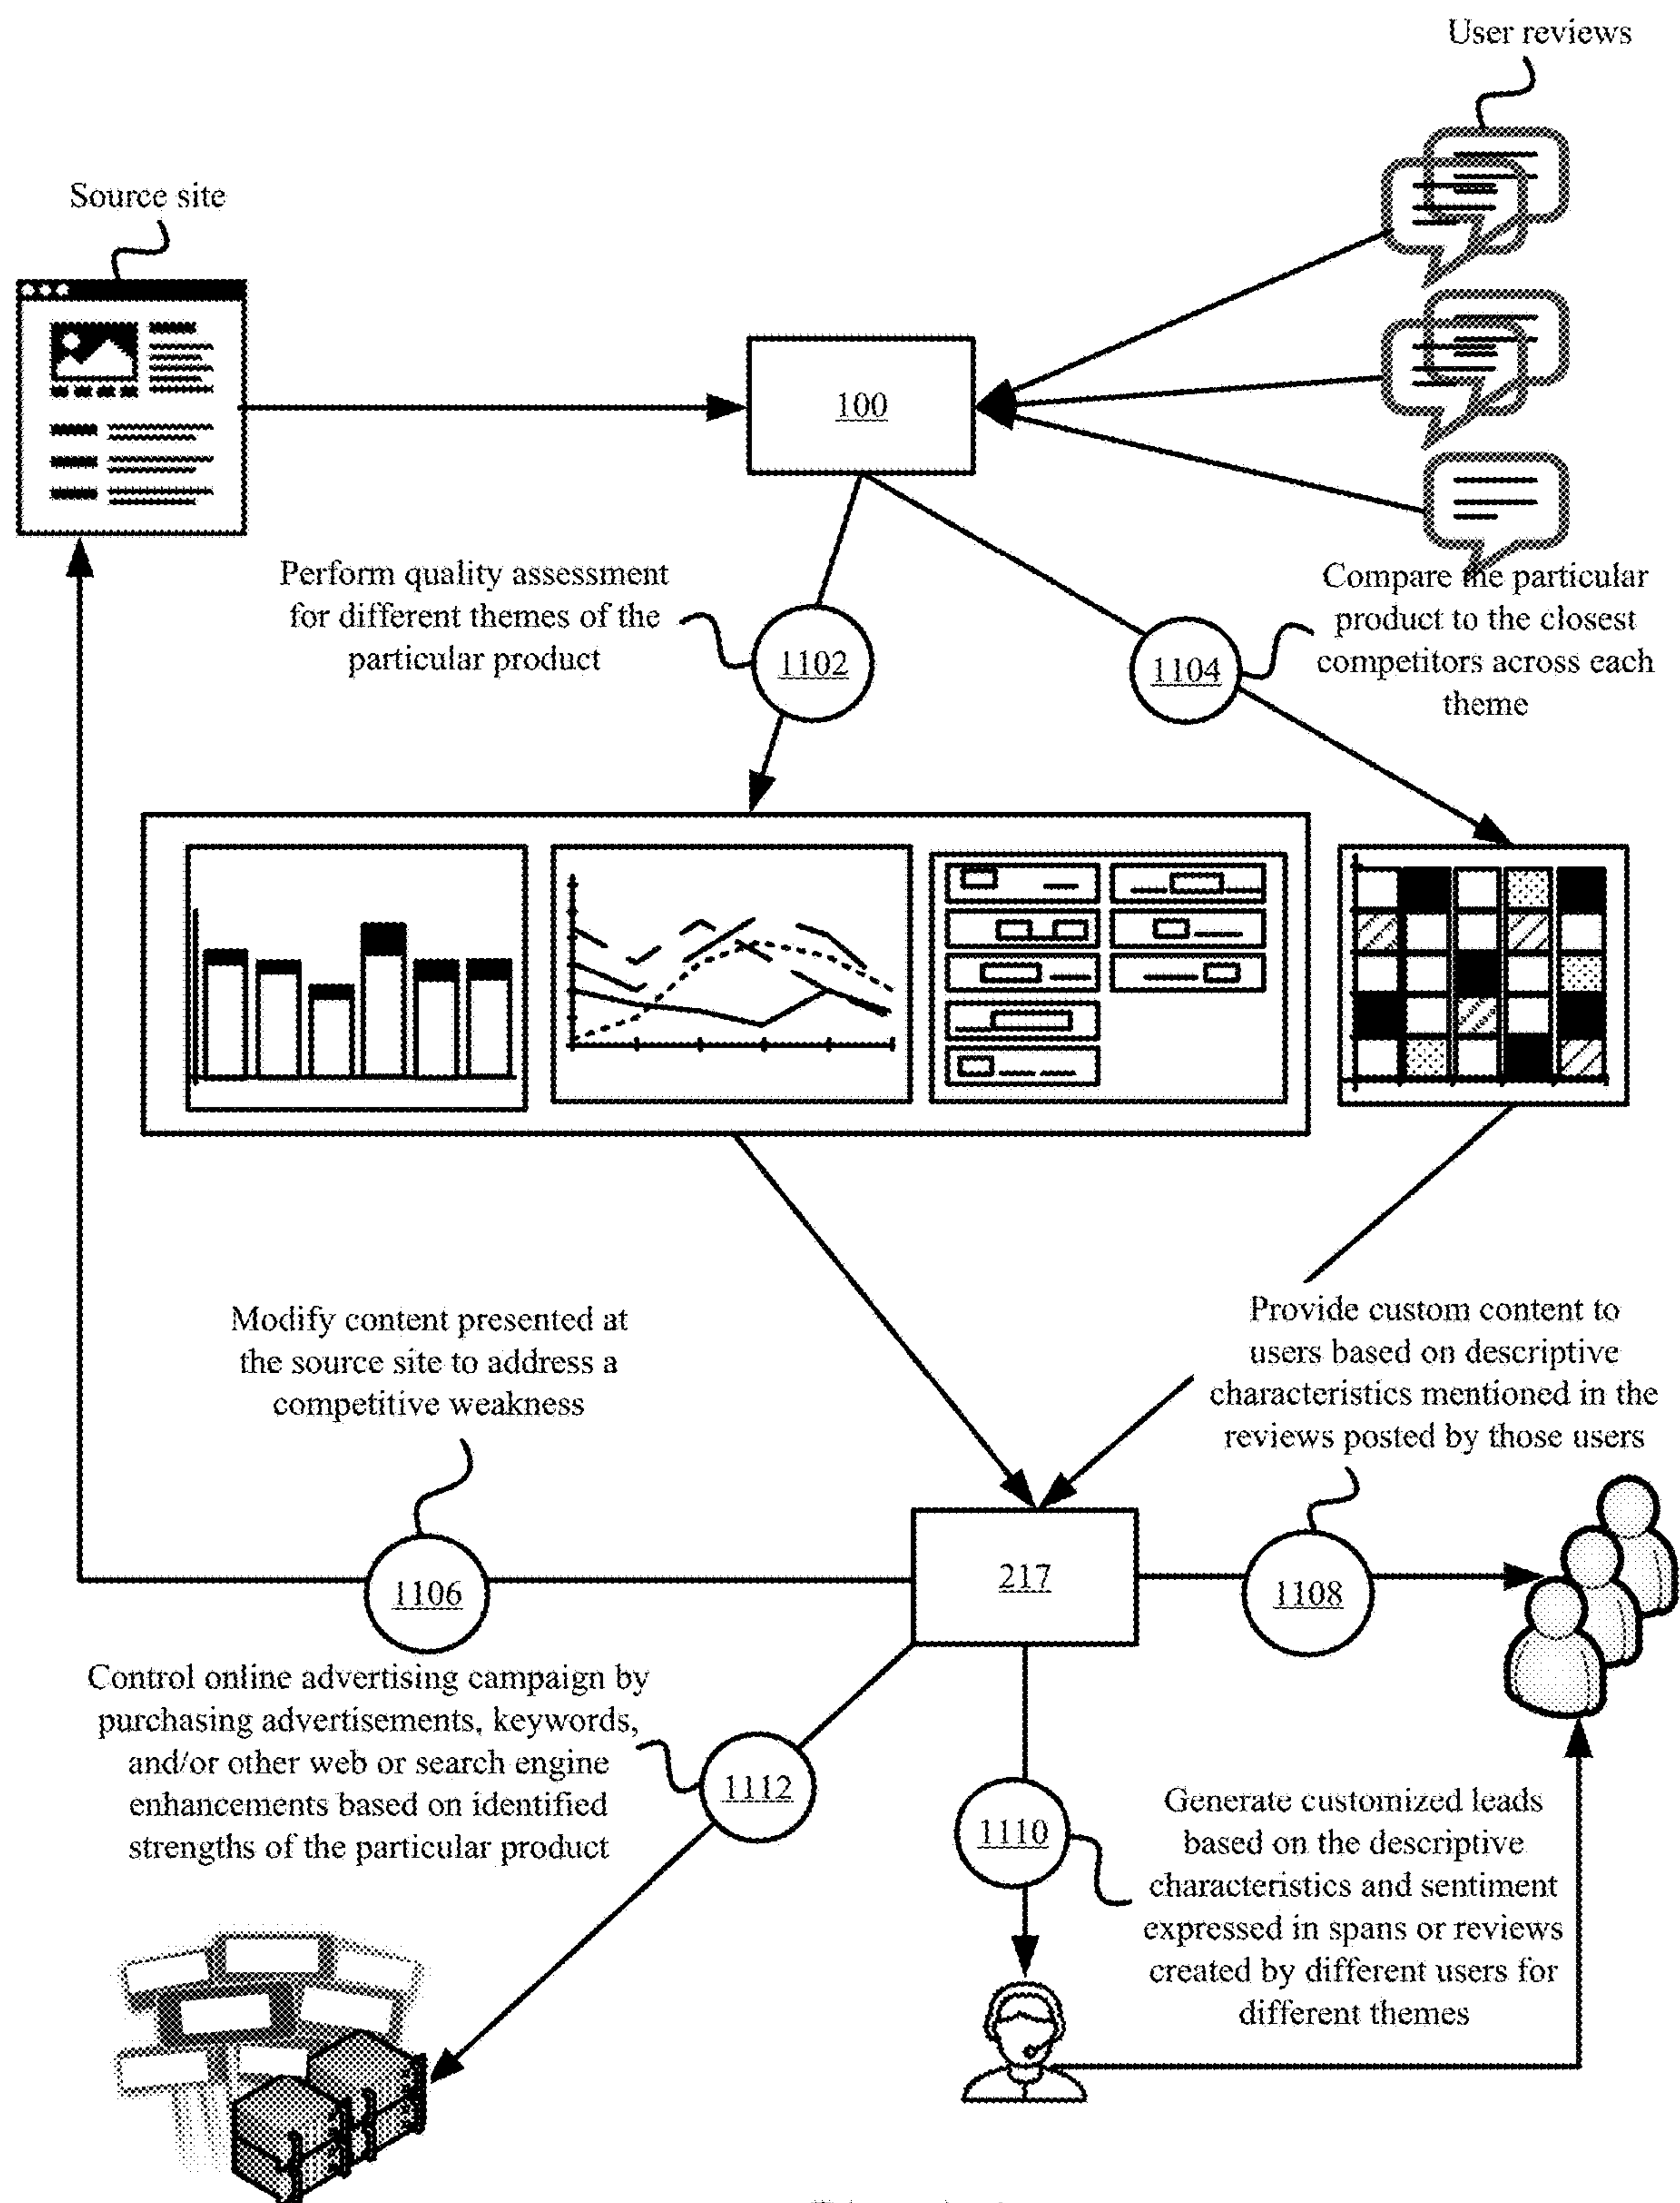 User reviews
Source site
100
Perform quality assessment
for different themes of the
particular product
1102
1104
Compare the particular
product to the closest
competitors across each
theme
Modify content presented at
the source site to address a
competitive weakness
Provide custom content to
users based on descriptive
characteristics mentioned in the
reviews posted by those users
1106
217
1108
Control online advertising campaign by
purchasing advertisements, keywords,
and/or other web or search engine
enhancements based on identified
strengths of the particular product
1112
1110
Generate customized leads
based on the descriptive
characteristics and sentiment
expressed in spans or reviews
created by different users for
different themes